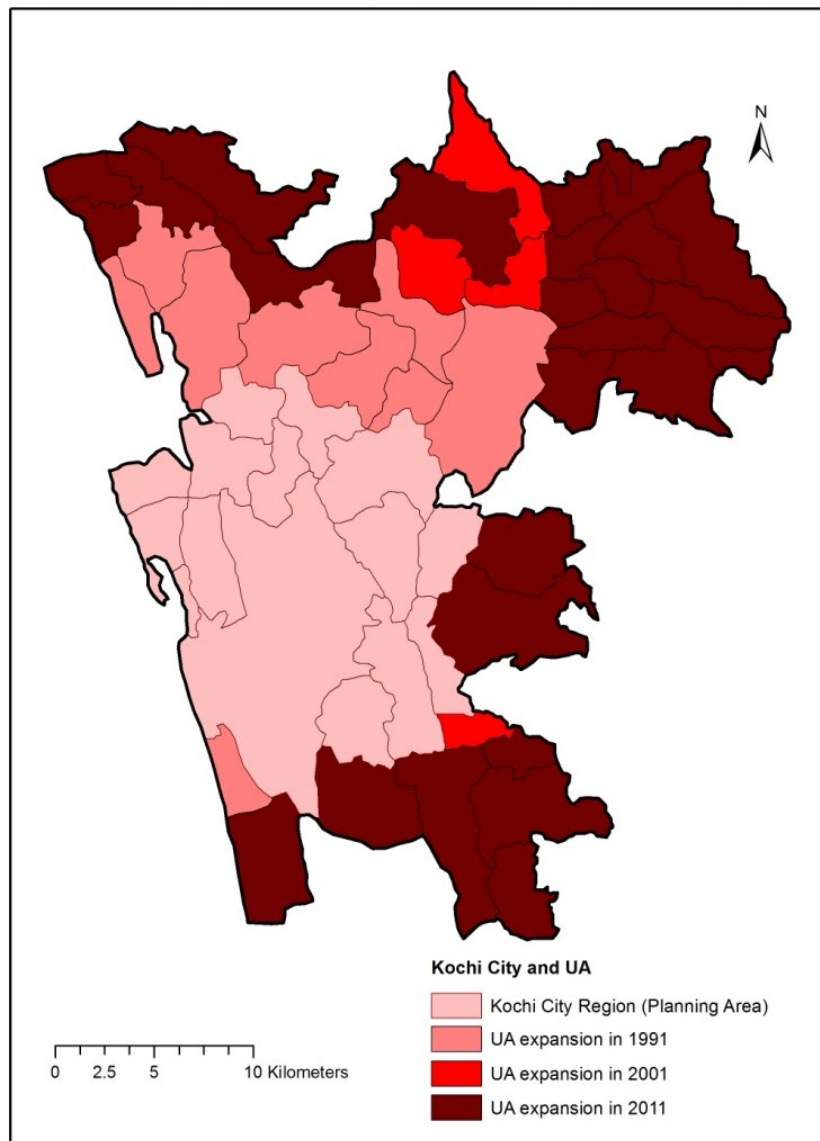 N
Kochi City and UA
Kochi City Region (Planning Area)
UA expansion in 1991
UA expansion in 2001
UA expansion in 2011
0 2.5 5 10 Kilometers